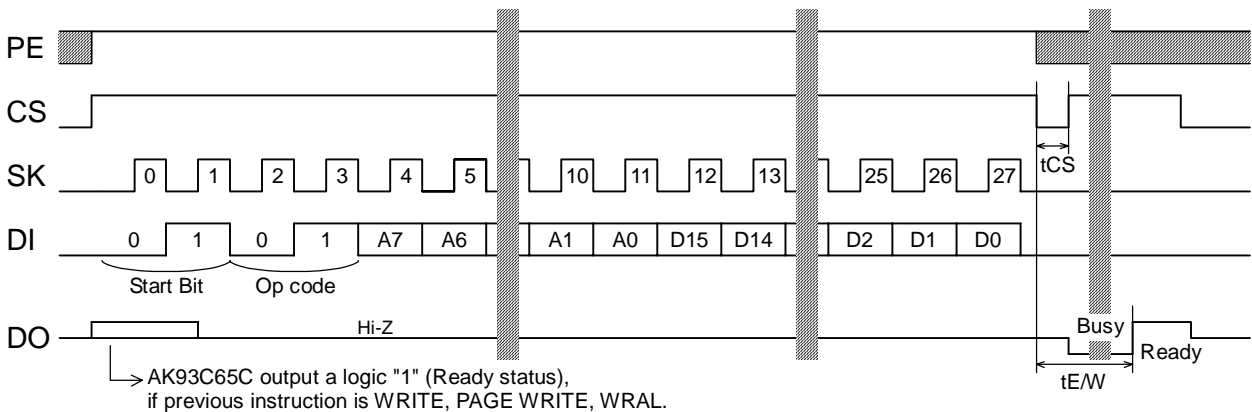 PE
CS
tCS
SK 0 1 2 3 4 5 10 11 12 13 25 26 27
DI 0 1 0 1 A7 A6 A1 A0 D15 D14 D2 D1 D0
Start Bit Op code
DO Hi-Z Busy
Ready
tE/W
AK93C65C output a logic "1" (Ready status),
if previous instruction is WRITE, PAGE WRITE, WRAL.